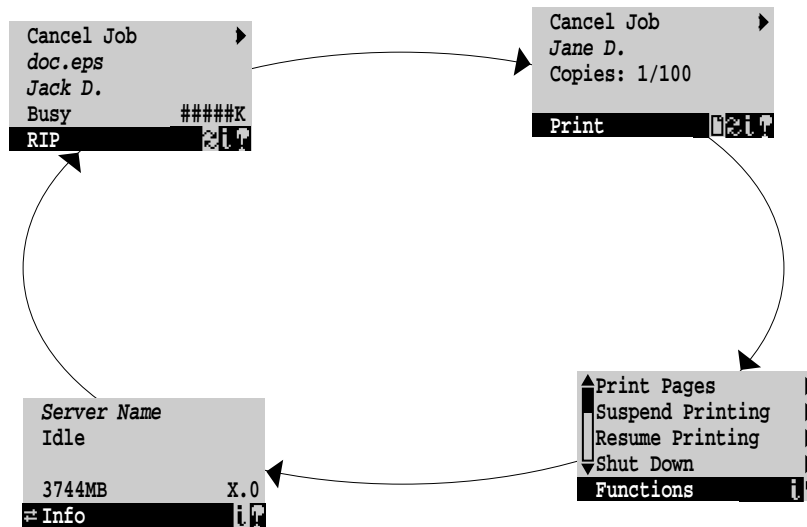 Cancel Job
doc.eps
Jack D.
Busy #####K
RIP
Cancel Job
Jane D.
Copies: 1/100
Print
Print Pages
Suspend Printing
Resume Printing
Shut Down
Functions
Server Name
Idle
3744MB X.0
Info